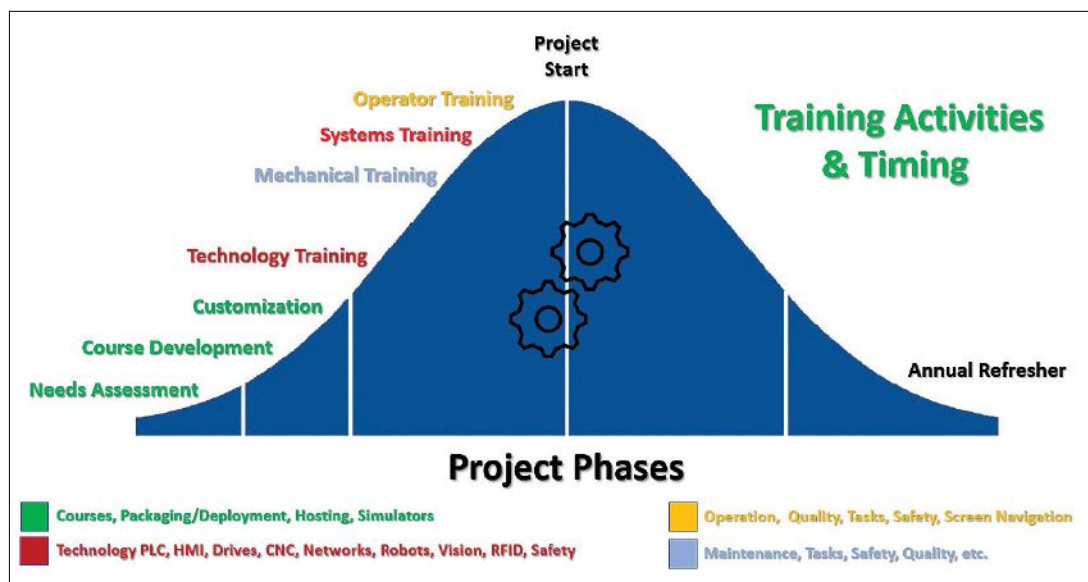 Project
Start
Training Activities
& Timing
Operator Training
Systems Training
Mechanical Training
Technology Training
Customization
Course Development
Needs Assessment
Annual Refresher
Project Phases
Courses, Packaging/Deployment, Hosting, Simulators
Operation, Quality, Tasks, Safety, Screen Navigation
Technology PLC, HMI, Drives, CNC, Networks, Robots, Vision, RFID, Safety
Maintenance, Tasks, Safety, Quality, etc.